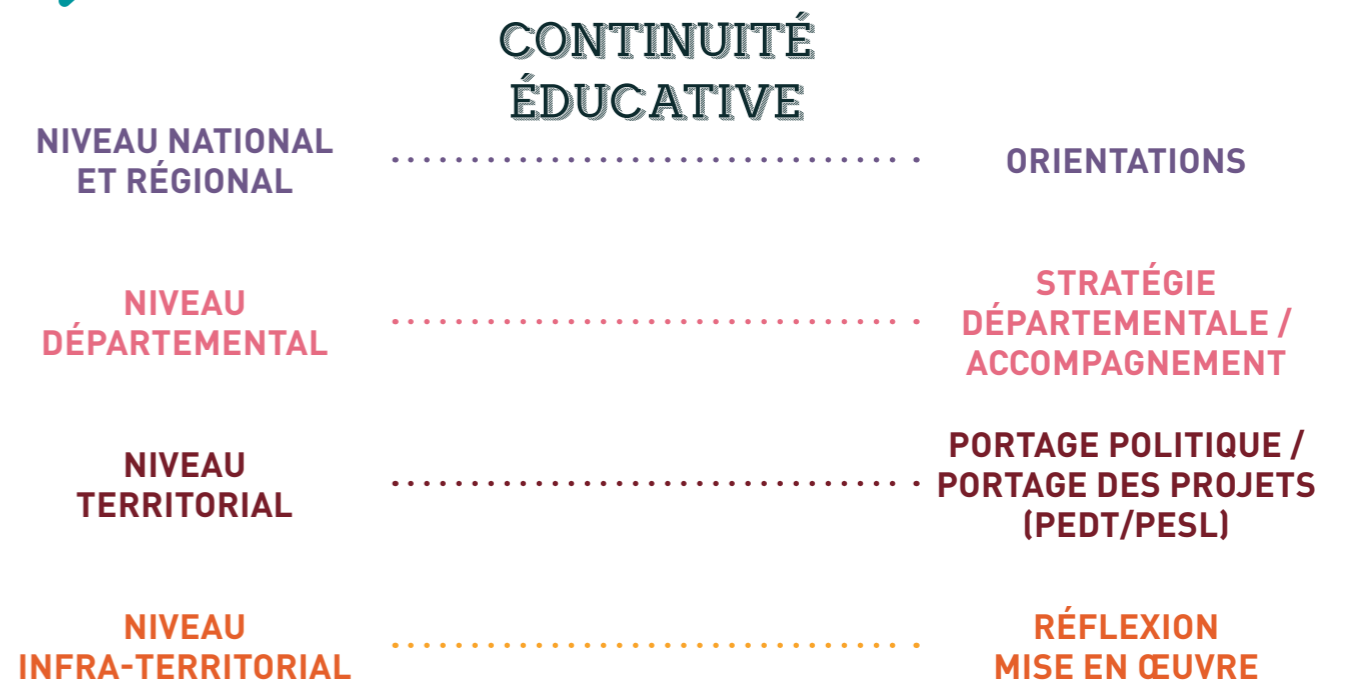 CONTINUITÉ
ÉDUCATIVE
NIVEAU NATIONAL
ET RÉGIONAL
ORIENTATIONS
NIVEAU
DÉPARTEMENTAL
STRATÉGIE
DÉPARTEMENTALE /
ACCOMPAGNEMENT
NIVEAU
TERRITORIAL
PORTAGE POLITIQUE /
PORTAGE DES PROJETS
(PEDT/PESL)
NIVEAU
INFRA-TERRITORIAL
RÉFLEXION
MISE EN ŒUVRE